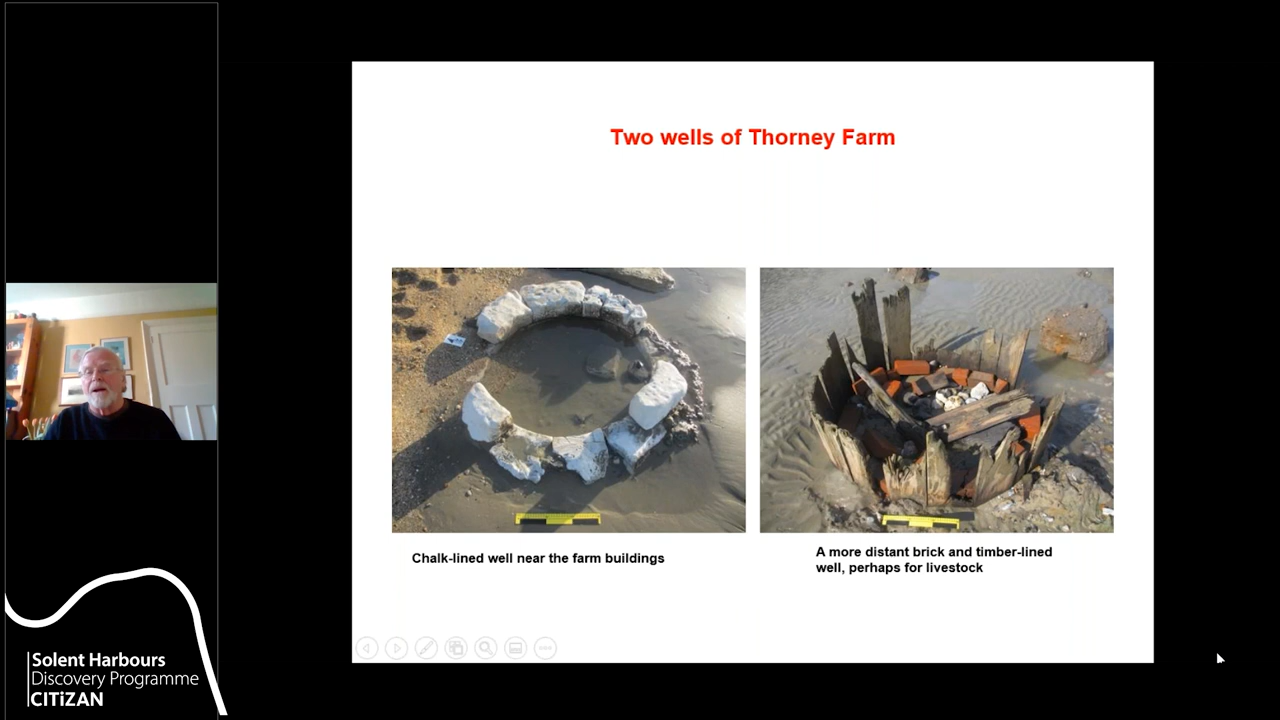 Two wells of Thorney Farm
Chalk-lined well near the farm buildings
A more distant brick and timber-lined
well, perhaps for livestock
Solent Harbours
Discovery Programme
CITiZAN